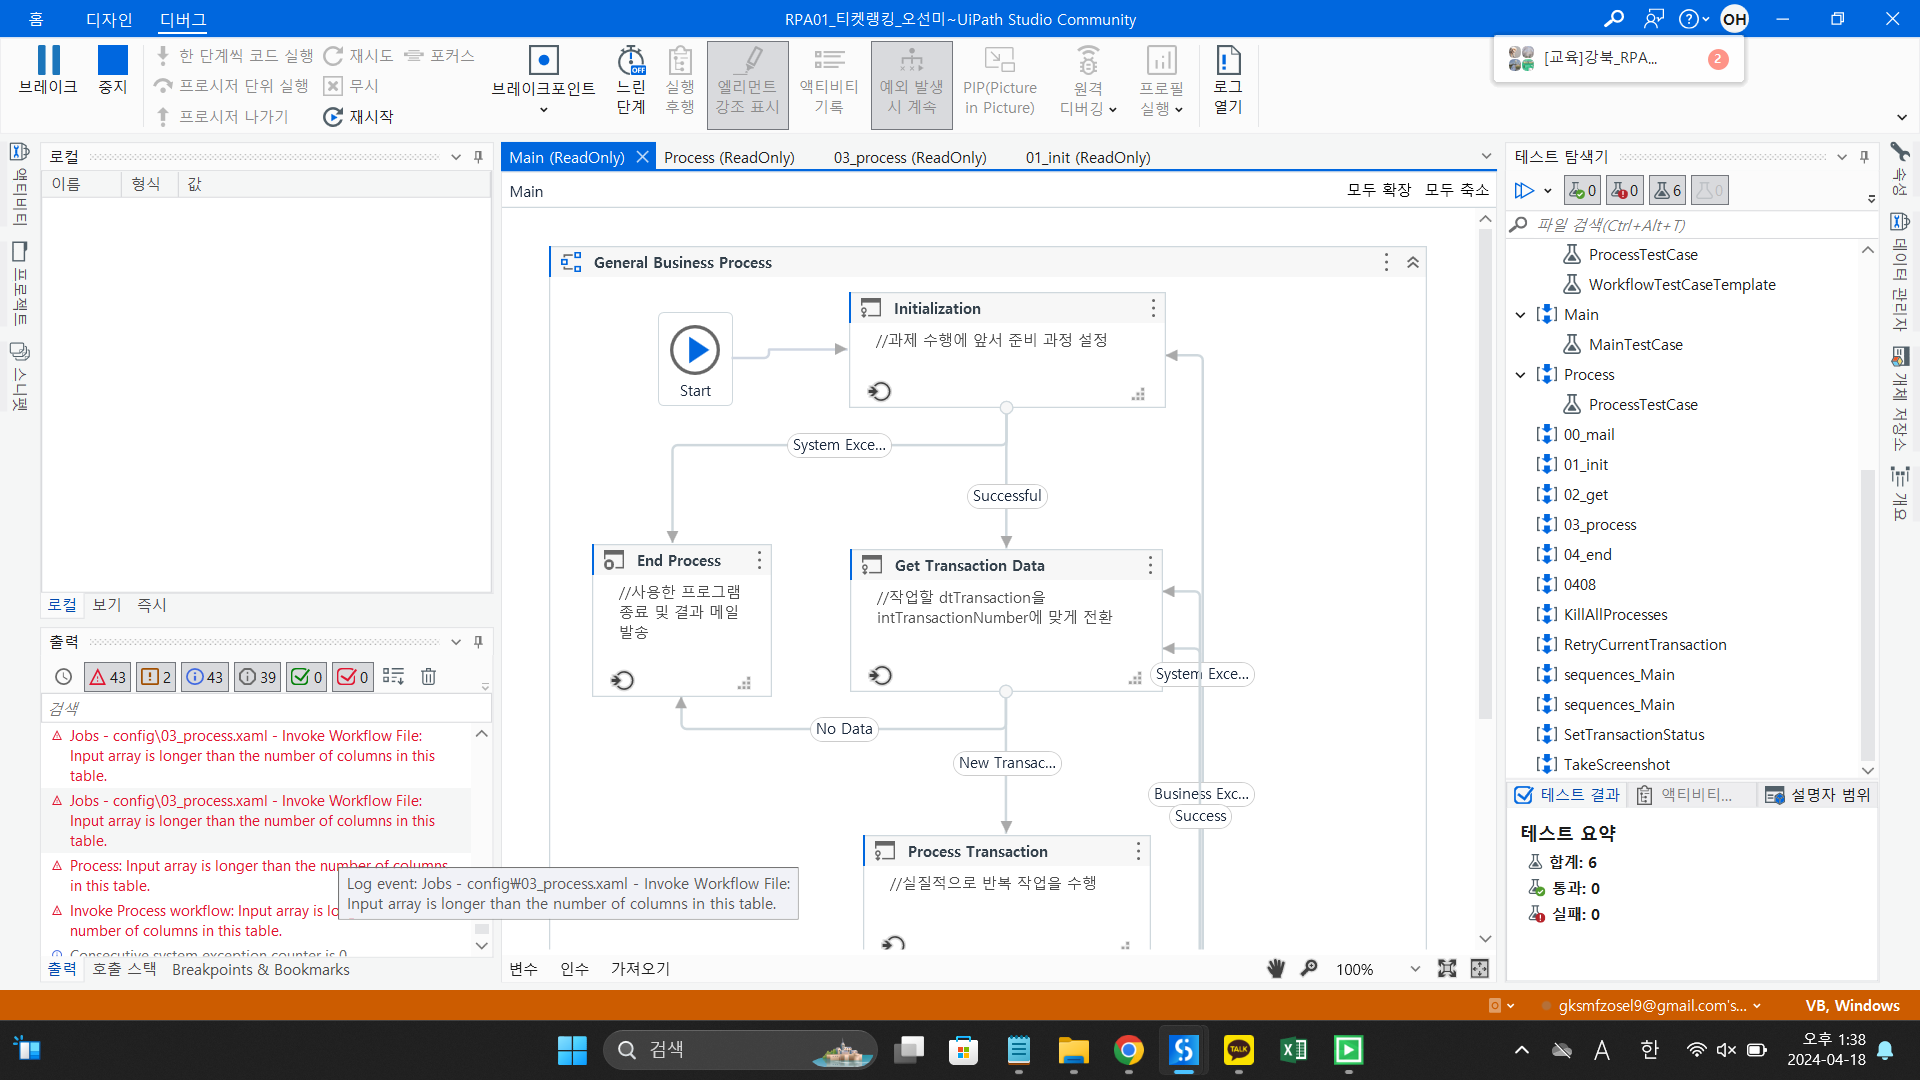 홈
디자인
디버그
RPA01_티켓랭킹_오선미~UiPath Studio Community
OH
브레이크
중지
한 단계씩 코드 실행
재시도
포커스
프로시저 단위 실행
무시
프로시저 나가기
재시작
브레이크포인트
OFF
느린
단계
실행
후행
엘리먼트
강조 표시
액티비티
기록
예외 발생
시 계속
PIP(Picture
in Picture)
원격
디버깅
프로필
실행
로그
열기
[교육]강북_RPA...
2
액티비티
프로젝트
스니펫
로컬
이름
형식
값
로컬
보기
즉시
출력
43
2
43
39
0
0
검색
Jobs - config\03_process.xaml - Invoke Workflow File:
Input array is longer than the number of columns in this
table.
Jobs - config\03_process.xaml - Invoke Workflow File:
Input array is longer than the number of columns in this
table.
Process: Input array is longer than the number of columns
in this table.
Invoke Process workflow: Input array is
number of columns in this table.
Consecutive system exception counter is 0
Log event: Jobs - config₩03_process.xaml - Invoke Workflow File:
Input array is longer than the number of columns in this table.
출력
호출 스택
Breakpoints & Bookmarks
Main (ReadOnly)
Process (ReadOnly)
03_process (ReadOnly)
01_init (ReadOnly)
Main
모두 확장
모두 축소
General Business Process
Start
Initialization
//과제 수행에 앞서 준비 과정 설정
System Exce...
Successful
End Process
//사용한 프로그램
종료 및 결과 메일
발송
Get Transaction Data
//작업할 dtTransaction을
intTransactionNumber에 맞게 전환
System Exce...
No Data
New Transac...
Business Exc...
Success
Process Transaction
//실질적으로 반복 작업을 수행
변수
인수
가져오기
100%
테스트 탐색기
0
0
6
0
파일 검색(Ctrl+Alt+T)
ProcessTestCase
WorkflowTestCaseTemplate
Main
MainTestCase
Process
ProcessTestCase
00_mail
01_init
02_get
03_process
04_end
0408
KillAllProcesses
RetryCurrentTransaction
sequences_Main
sequences_Main
SetTransactionStatus
TakeScreenshot
테스트 결과
액티비티...
설명자 범위
테스트 요약
합계: 6
통과: 0
실패: 0
속성
데이터 관리자
개체 저장소
개요
gksmfzosel9@gmail.com's...
VB, Windows
검색
TALK
A
한
오후 1:38
2024-04-18